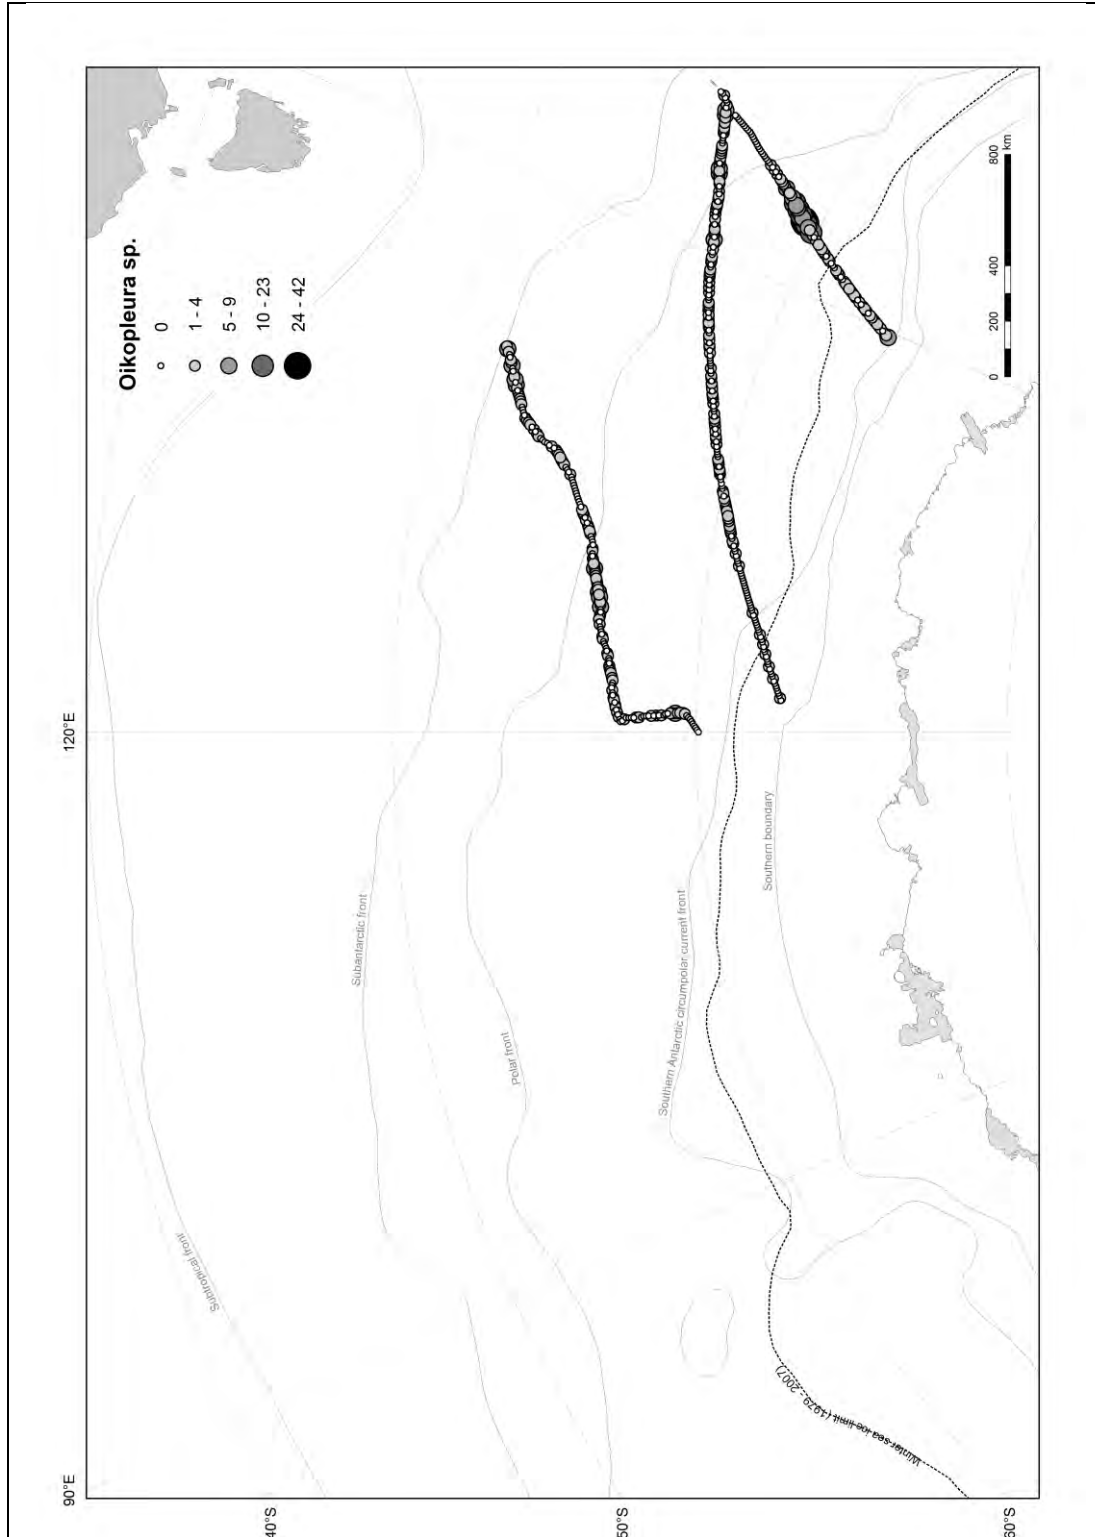 Oikopleura sp.
0
1 - 4
5 - 9
10 - 23
24 - 42
90°E
120°E
40°S
50°S
60°S
Subtropical front
Subantarctic front
Polar front
Southern Antarctic circumpolar current front
Southern boundary
Winter sea ice limit (1979 - 2007)
0 200 400 800
km